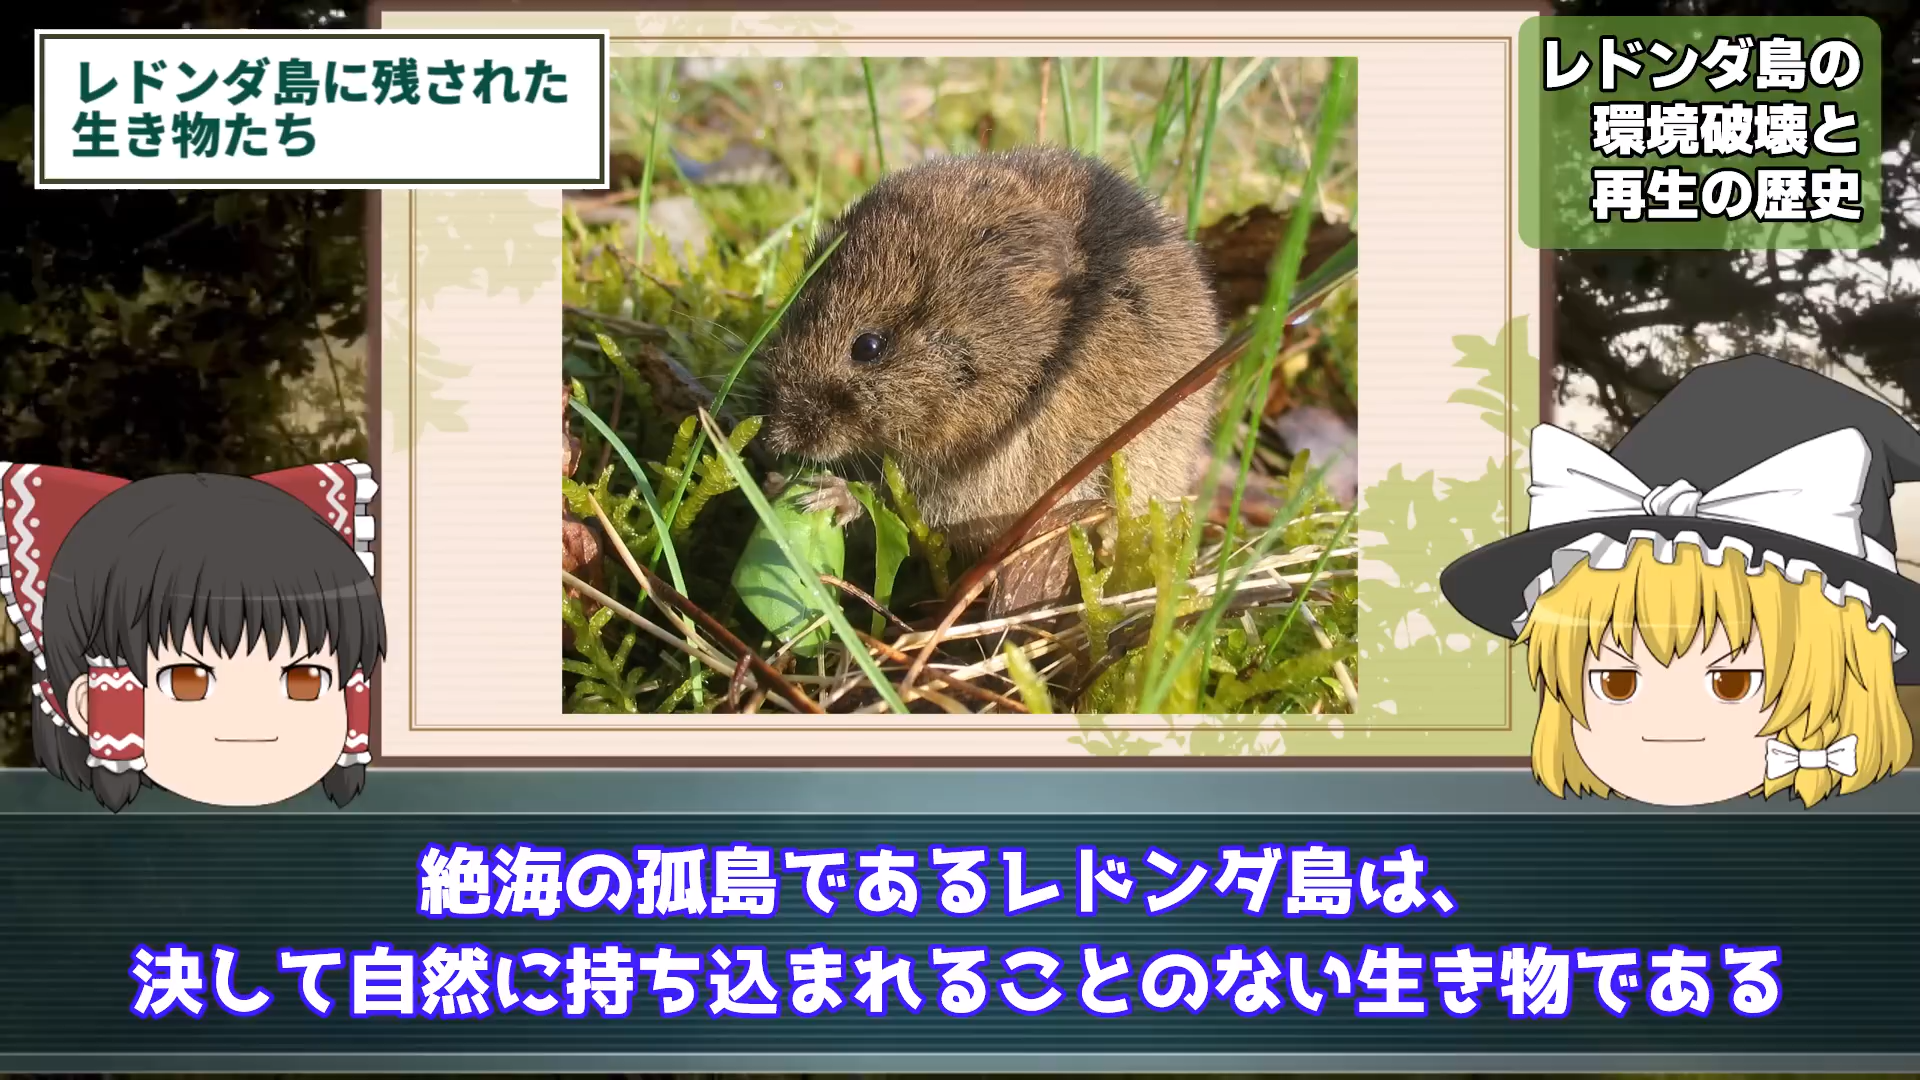 レドンダ島に残された
生き物たち
レドンダ島の
環境破壊と
再生の歴史
絶海の孤島であるレドンダ島は、
決して自然に持ち込まれることのない生き物である